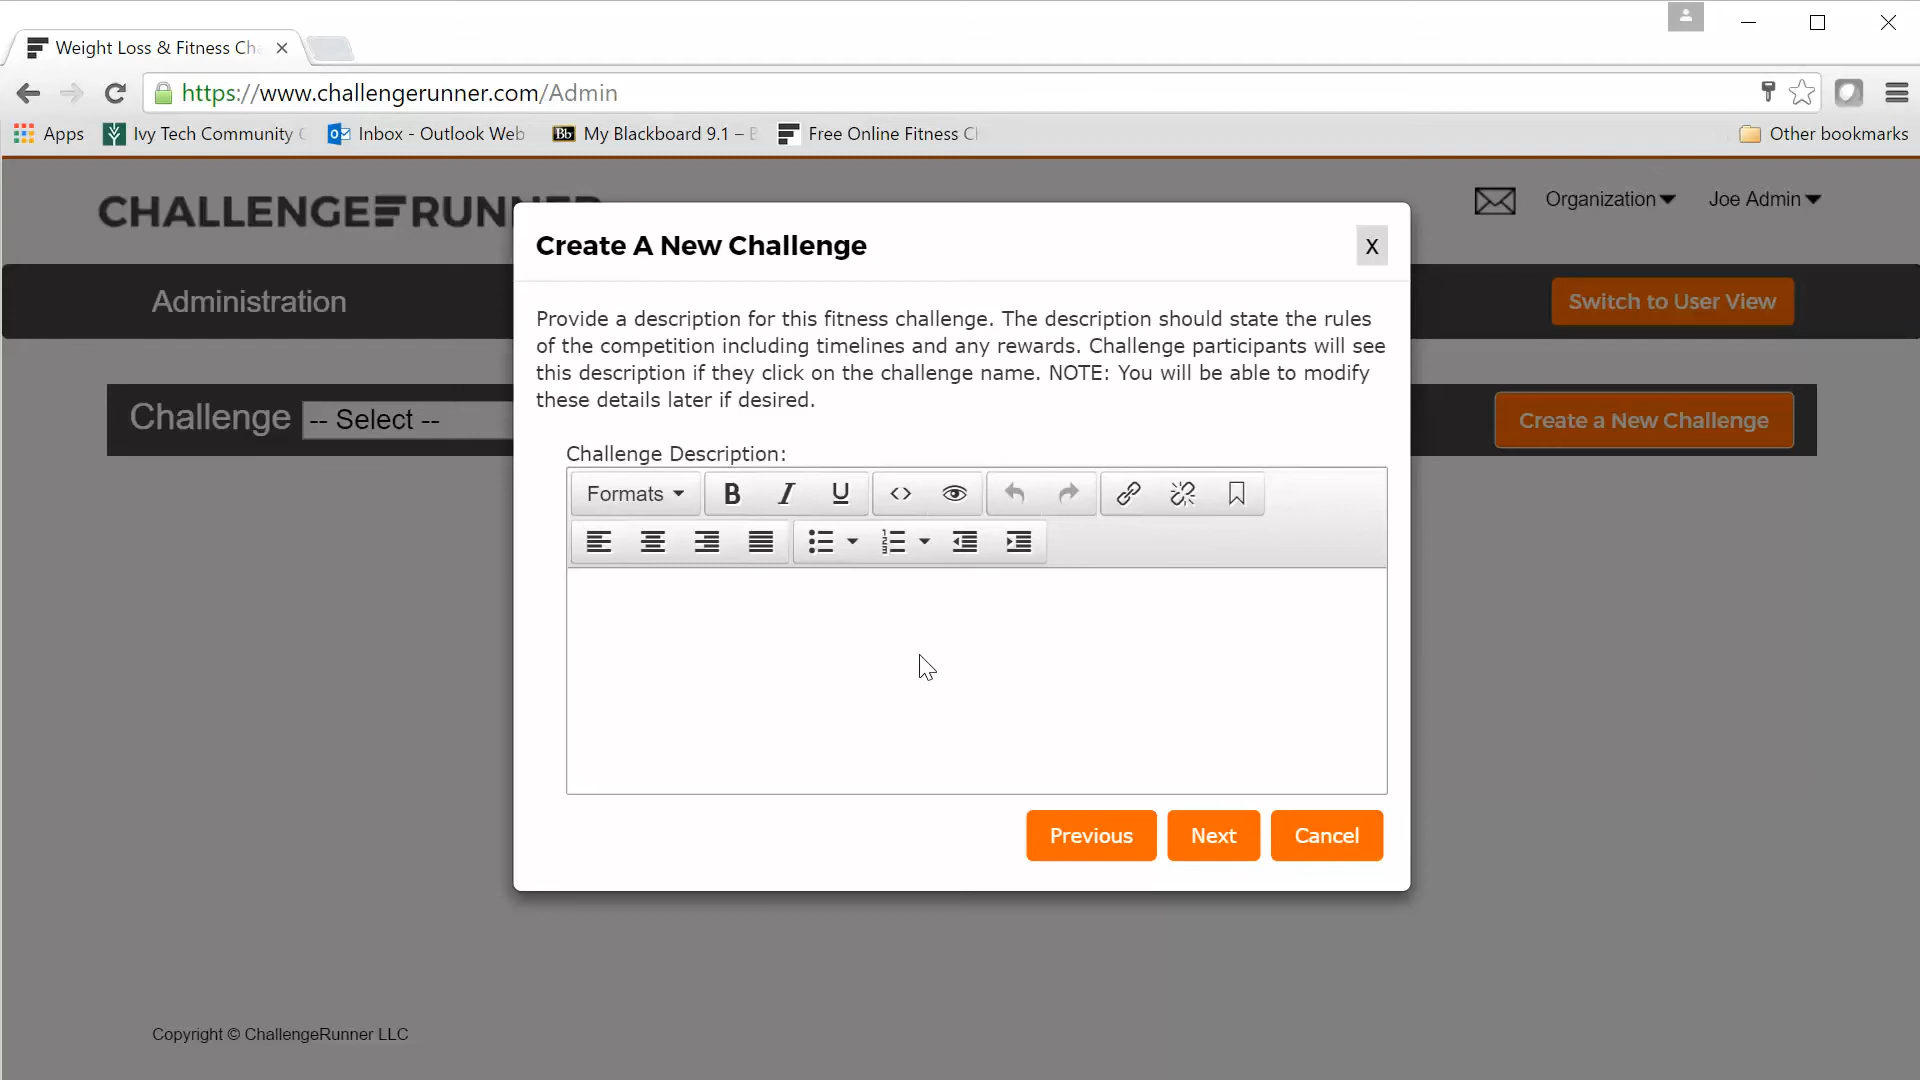 Weight Loss & Fitness Ch
https://www.challengerunner.com/Admin
Apps
Ivy Tech Community
Inbox - Outlook Web
Bb My Blackboard 9.1 –
Free Online Fitness Ch
Other bookmarks
CHALLENGE RUNNER
Organization
Joe Admin
Create A New Challenge
X
Administration
Switch to User View
Provide a description for this fitness challenge. The description should state the rules
of the competition including timelines and any rewards. Challenge participants will see
this description if they click on the challenge name. NOTE: You will be able to modify
these details later if desired.
Challenge
-- Select --
Create a New Challenge
Challenge Description:
Formats
B I U
Previous
Next
Cancel
Copyright © ChallengeRunner LLC